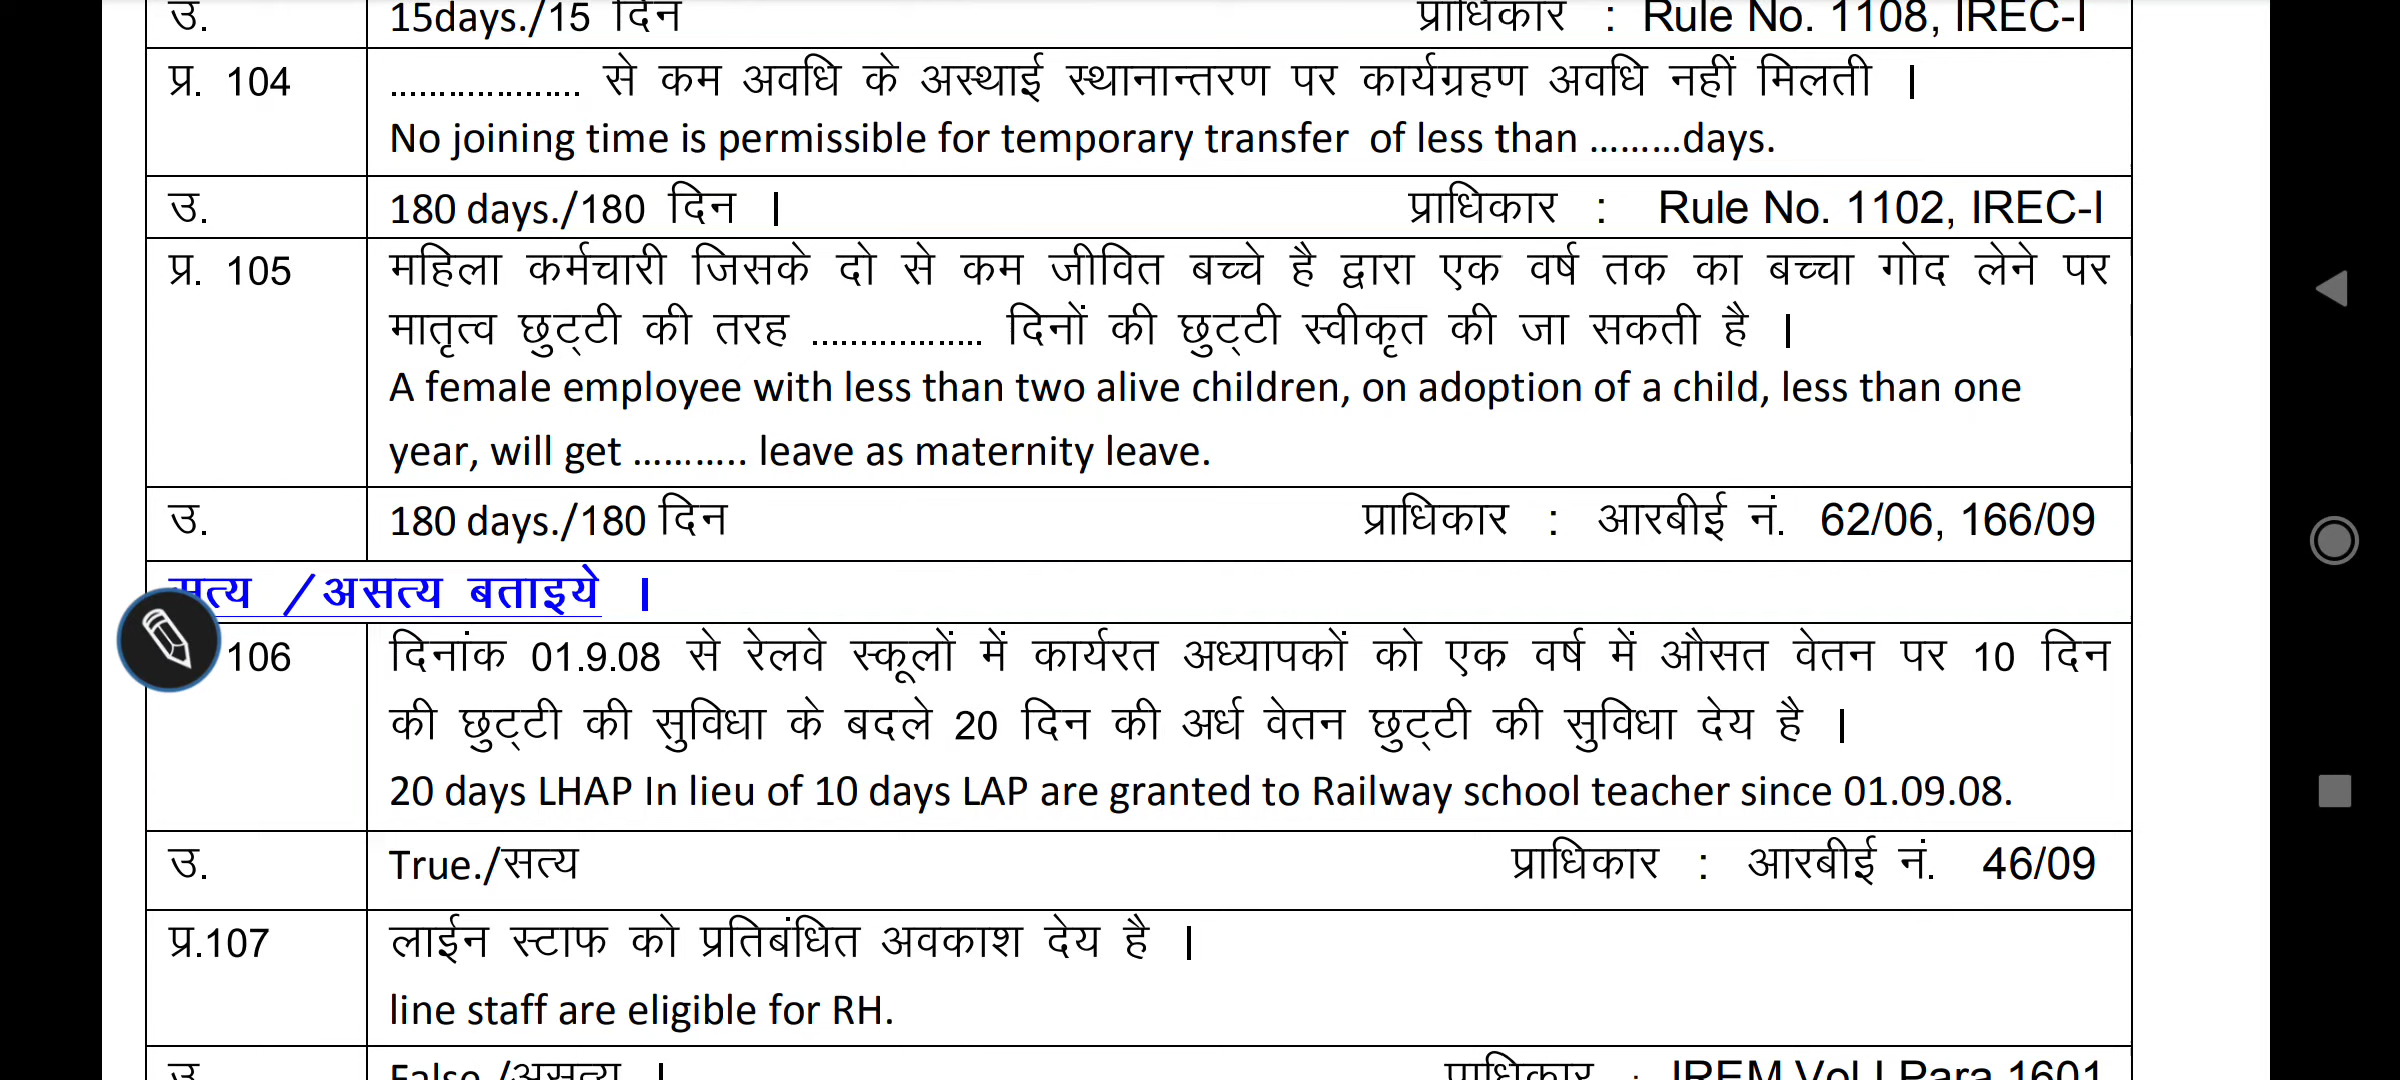 उ. 15days./15 दिन प्राधिकार : Rule No. 1108, IREC-I
प्र. 104 ................... से कम अवधि के अस्थाई स्थानान्तरण पर कार्यग्रहण अवधि नहीं मिलती ।
No joining time is permissible for temporary transfer of less than .........days.
उ. 180 days./180 दिन । प्राधिकार : Rule No. 1102, IREC-I
प्र. 105 महिला कर्मचारी जिसके दो से कम जीवित बच्चे है द्वारा एक वर्ष तक का बच्चा गोद लेने पर
मातृत्व छुट्टी की तरह ................. दिनों की छुट्टी स्वीकृत की जा सकती है ।
A female employee with less than two alive children, on adoption of a child, less than one
year, will get ........... leave as maternity leave.
उ. 180 days./180 दिन प्राधिकार : आरबीई नं. 62/06, 166/09
सत्य /असत्य बताइये ।
106 दिनांक 01.9.08 से रेलवे स्कूलों में कार्यरत अध्यापकों को एक वर्ष में औसत वेतन पर 10 दिन
की छुट्टी की सुविधा के बदले 20 दिन की अर्ध वेतन छुट्टी की सुविधा देय है ।
20 days LHAP In lieu of 10 days LAP are granted to Railway school teacher since 01.09.08.
उ. True./सत्य प्राधिकार : आरबीई नं. 46/09
प्र.107 लाईन स्टाफ को प्रतिबंधित अवकाश देय है ।
line staff are eligible for RH.
उ. False./असत्य । प्राधिकार : IREM Vol I Para 1601